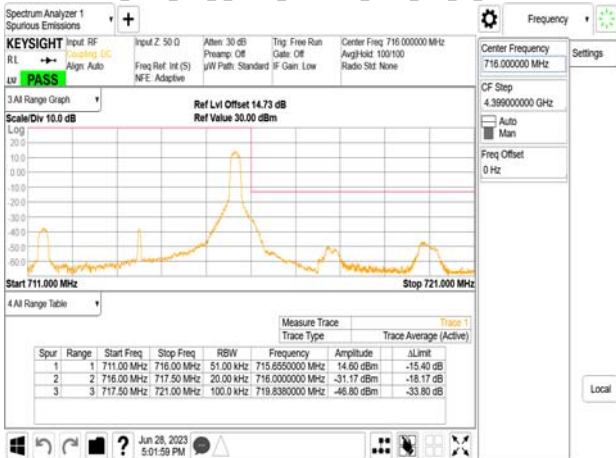 Spectrum Analyzer 1
Spurious Emissions
+
Frequency
KEYSIGHT Input: RF Input Z: 50 Ω Atten: 30 dB Trig: Free Run Center Freq: 716.000000 MHz
RL Coupling: DC Preamp: Off Gate: Off Avg|Hold: 100/100
Align: Auto Freq Ref: Int (S) µW Path: Standard IF Gain: Low Radio Std: None
LV PASS NFE: Adaptive
Center Frequency
716.000000 MHz
Settings
CF Step
4.399000000 GHz
Auto
Man
Freq Offset
0 Hz
3 All Range Graph
Ref Lvl Offset 14.73 dB
Scale/Div 10.0 dB Ref Value 30.00 dBm
Log
20.0
10.0
0.00
-10.0
-20.0
-30.0
-40.0
-50.0
-60.0
Start 711.000 MHz Stop 721.000 MHz
4 All Range Table
Measure Trace Trace 1
Trace Type Trace Average (Active)
Spur Range Start Freq Stop Freq RBW Frequency Amplitude ΔLimit
1 1 711.00 MHz 716.00 MHz 51.00 kHz 715.6550000 MHz 14.60 dBm -15.40 dB
2 2 716.00 MHz 717.50 MHz 20.00 kHz 716.0000000 MHz -31.17 dBm -18.17 dB
3 3 717.50 MHz 721.00 MHz 100.0 kHz 719.8380000 MHz -46.80 dBm -33.80 dB
Local
? Jun 28, 2023
5:01:59 PM